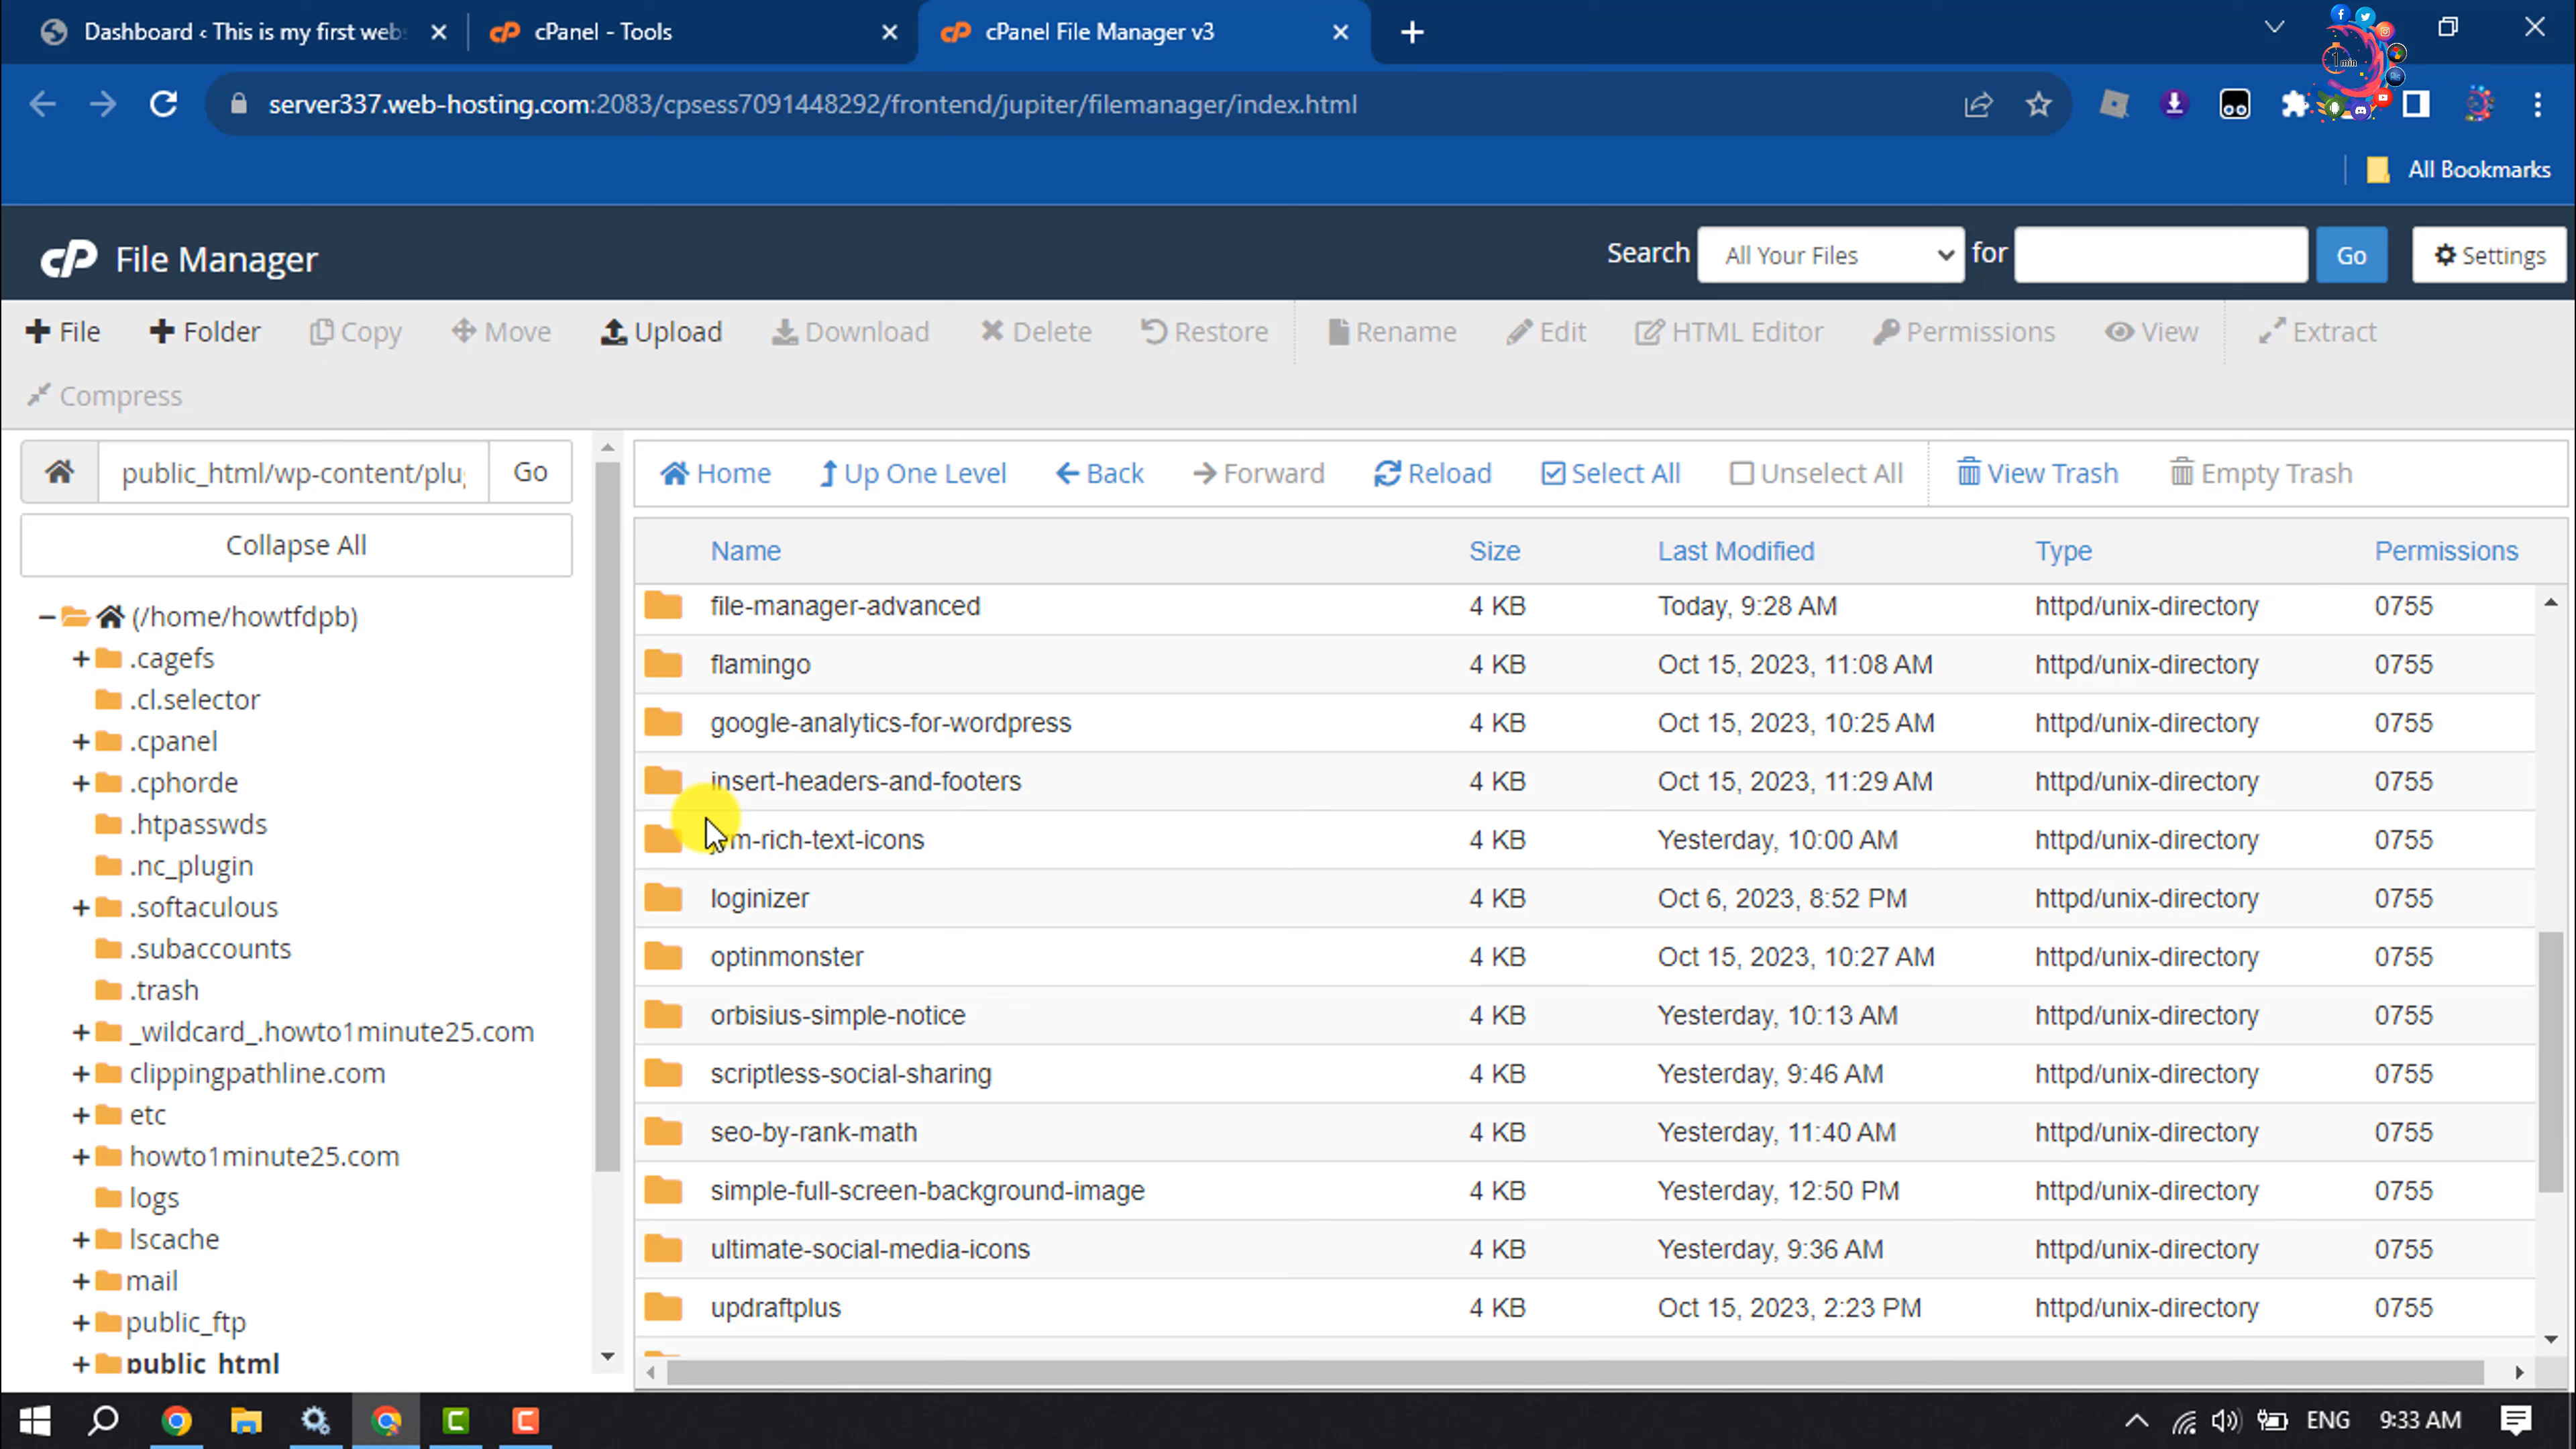 Dashboard ‹ This is my first webs
cPanel - Tools
cPanel File Manager v3
1min
server337.web-hosting.com:2083/cpsess7091448292/frontend/jupiter/filemanager/index.html
All Bookmarks
cP File Manager
Search All Your Files for Go Settings
File Folder Copy Move Upload Download Delete Restore Rename Edit HTML Editor Permissions View Extract
Compress
public_html/wp-content/plu Go
Home Up One Level Back Forward Reload Select All Unselect All View Trash Empty Trash
Collapse All
(/home/howtfdpb)
.cagefs
.cl.selector
.cpanel
.cphorde
.htpasswds
.nc_plugin
.softaculous
.subaccounts
.trash
_wildcard_.howto1minute25.com
clippingpathline.com
etc
howto1minute25.com
logs
lscache
mail
public_ftp
public_html
Name Size Last Modified Type Permissions
file-manager-advanced 4 KB Today, 9:28 AM httpd/unix-directory 0755
flamingo 4 KB Oct 15, 2023, 11:08 AM httpd/unix-directory 0755
google-analytics-for-wordpress 4 KB Oct 15, 2023, 10:25 AM httpd/unix-directory 0755
insert-headers-and-footers 4 KB Oct 15, 2023, 11:29 AM httpd/unix-directory 0755
m-rich-text-icons 4 KB Yesterday, 10:00 AM httpd/unix-directory 0755
loginizer 4 KB Oct 6, 2023, 8:52 PM httpd/unix-directory 0755
optinmonster 4 KB Oct 15, 2023, 10:27 AM httpd/unix-directory 0755
orbisius-simple-notice 4 KB Yesterday, 10:13 AM httpd/unix-directory 0755
scriptless-social-sharing 4 KB Yesterday, 9:46 AM httpd/unix-directory 0755
seo-by-rank-math 4 KB Yesterday, 11:40 AM httpd/unix-directory 0755
simple-full-screen-background-image 4 KB Yesterday, 12:50 PM httpd/unix-directory 0755
ultimate-social-media-icons 4 KB Yesterday, 9:36 AM httpd/unix-directory 0755
updraftplus 4 KB Oct 15, 2023, 2:23 PM httpd/unix-directory 0755
ENG 9:33 AM